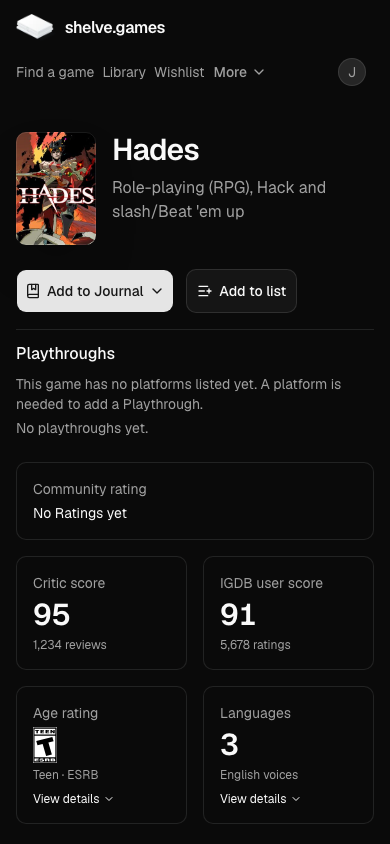 shelve.games
Find a game Library Wishlist More
J
HADES
Hades
Role-playing (RPG), Hack and
slash/Beat 'em up
Add to Journal
Add to list
Playthroughs
This game has no platforms listed yet. A platform is
needed to add a Playthrough.
No playthroughs yet.
Community rating
No Ratings yet
Critic score
95
1,234 reviews
IGDB user score
91
5,678 ratings
Age rating
TEEN
T
ESRB
Teen · ESRB
View details
Languages
3
English voices
View details